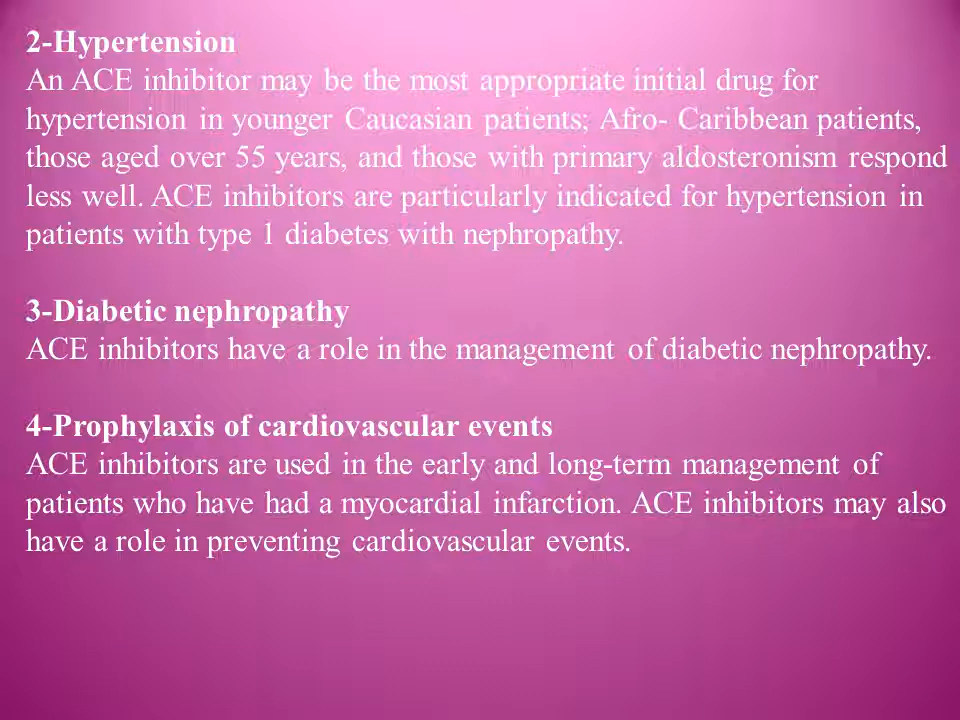 2-Hypertension
An ACE inhibitor may be the most appropriate initial drug for
hypertension in younger Caucasian patients; Afro- Caribbean patients,
those aged over 55 years, and those with primary aldosteronism respond
less well. ACE inhibitors are particularly indicated for hypertension in
patients with type 1 diabetes with nephropathy.
3-Diabetic nephropathy
ACE inhibitors have a role in the management of diabetic nephropathy.
4-Prophylaxis of cardiovascular events
ACE inhibitors are used in the early and long-term management of
patients who have had a myocardial infarction. ACE inhibitors may also
have a role in preventing cardiovascular events.